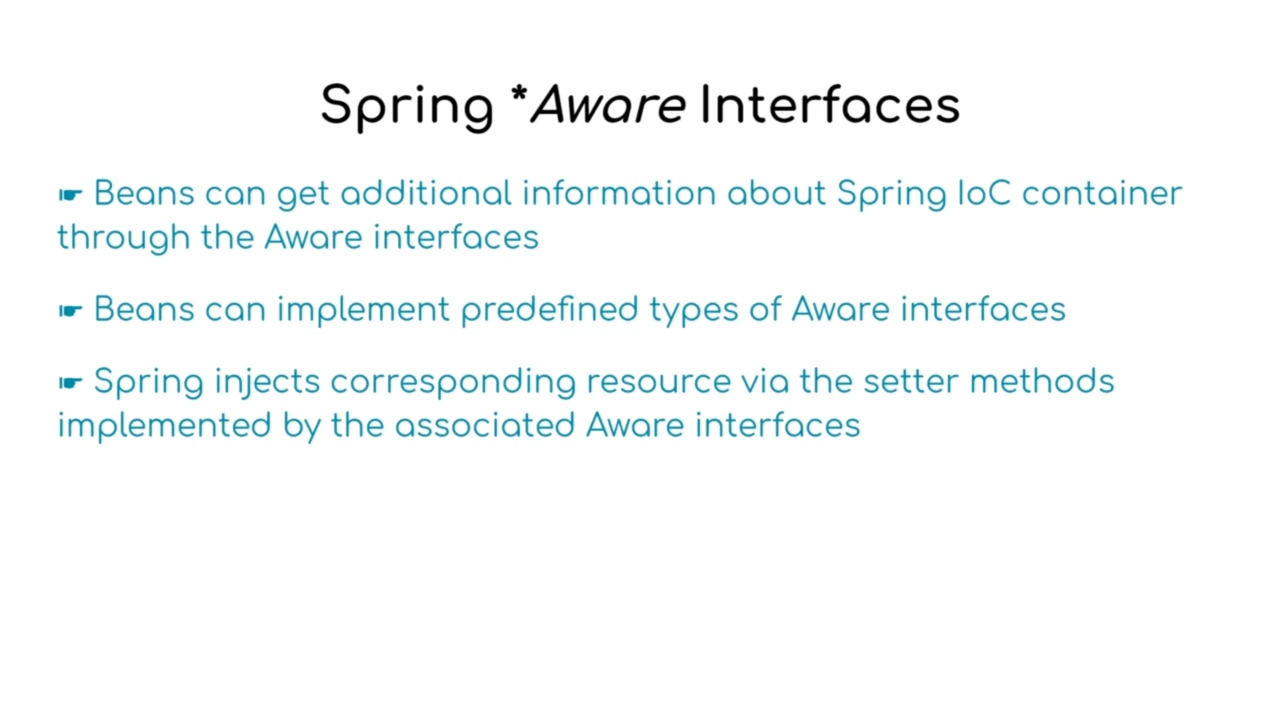 Spring *Aware Interfaces
☛ Beans can get additional information about Spring IoC container
through the Aware interfaces
☛ Beans can implement predefined types of Aware interfaces
☛ Spring injects corresponding resource via the setter methods
implemented by the associated Aware interfaces